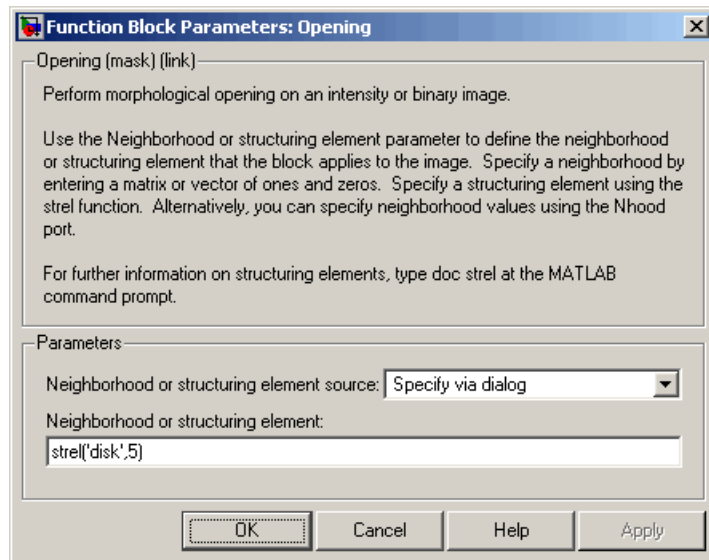 Function Block Parameters: Opening
Opening (mask) (link)
Perform morphological opening on an intensity or binary image.
Use the Neighborhood or structuring element parameter to define the neighborhood
or structuring element that the block applies to the image.  Specify a neighborhood by
entering a matrix or vector of ones and zeros.  Specify a structuring element using the
strel function.  Alternatively, you can specify neighborhood values using the Nhood
port.
For further information on structuring elements, type doc strel at the MATLAB
command prompt.
Parameters
Neighborhood or structuring element source: Specify via dialog
Neighborhood or structuring element:
strel('disk',5)
OK Cancel Help Apply